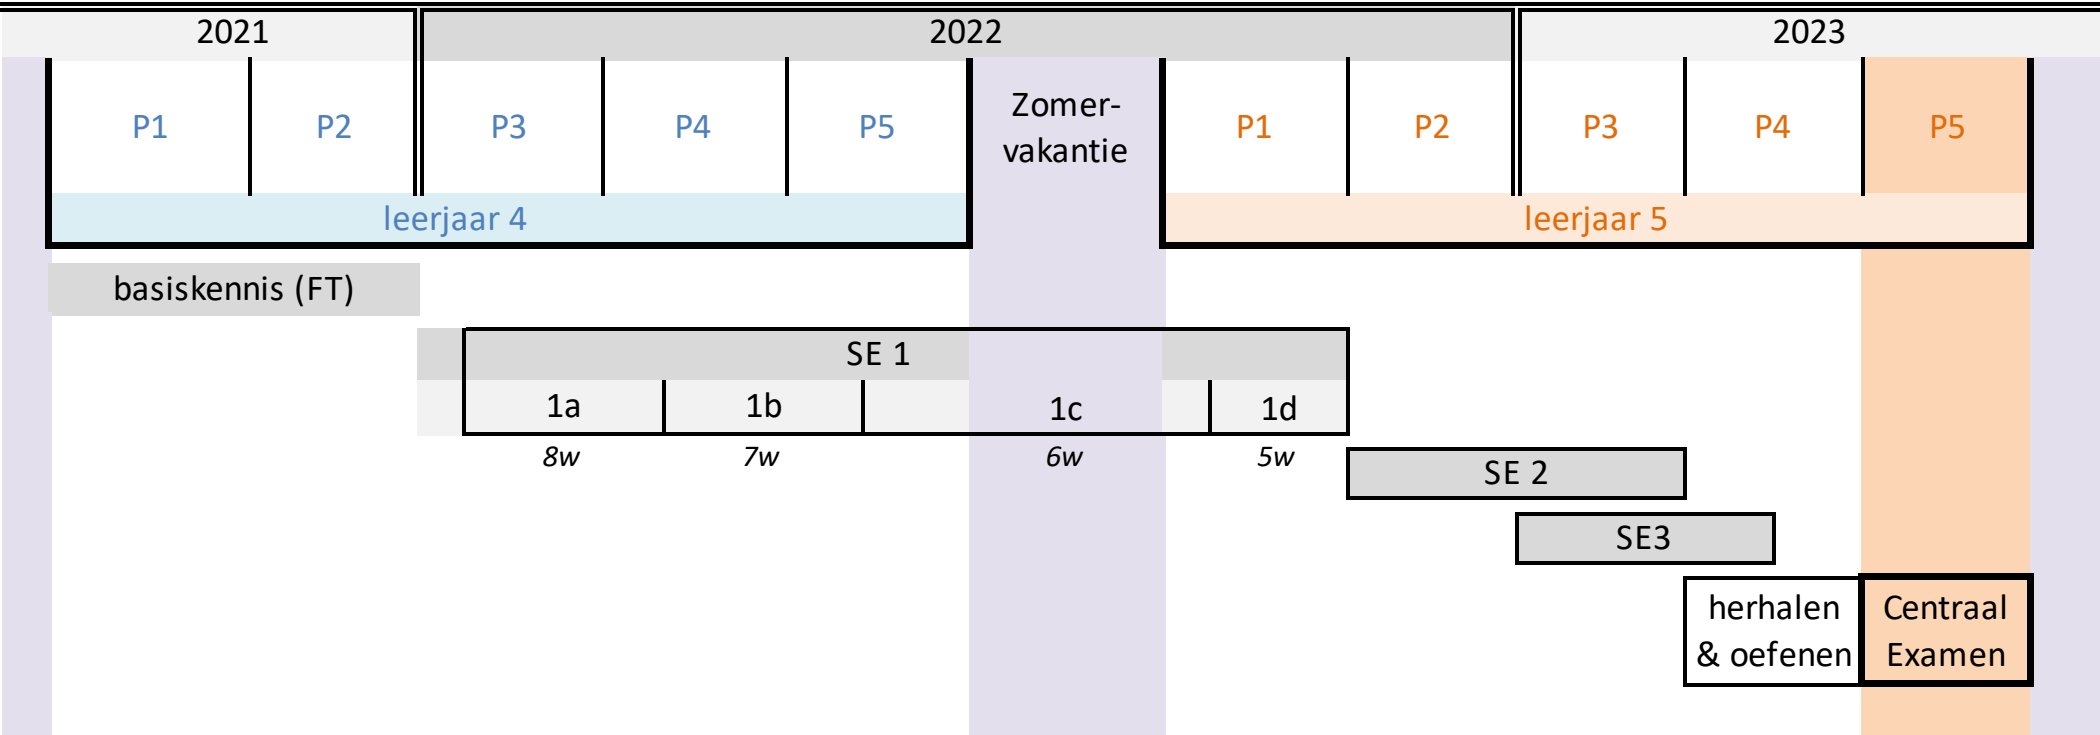 2021 2022 2023
P1 P2 P3 P4 P5 Zomer-
vakantie P1 P2 P3 P4 P5
leerjaar 4 leerjaar 5
basiskennis (FT)
SE 1
1a 1b 1c 1d
8w 7w 6w 5w
SE 2
SE3
herhalen
& oefenen
Centraal
Examen